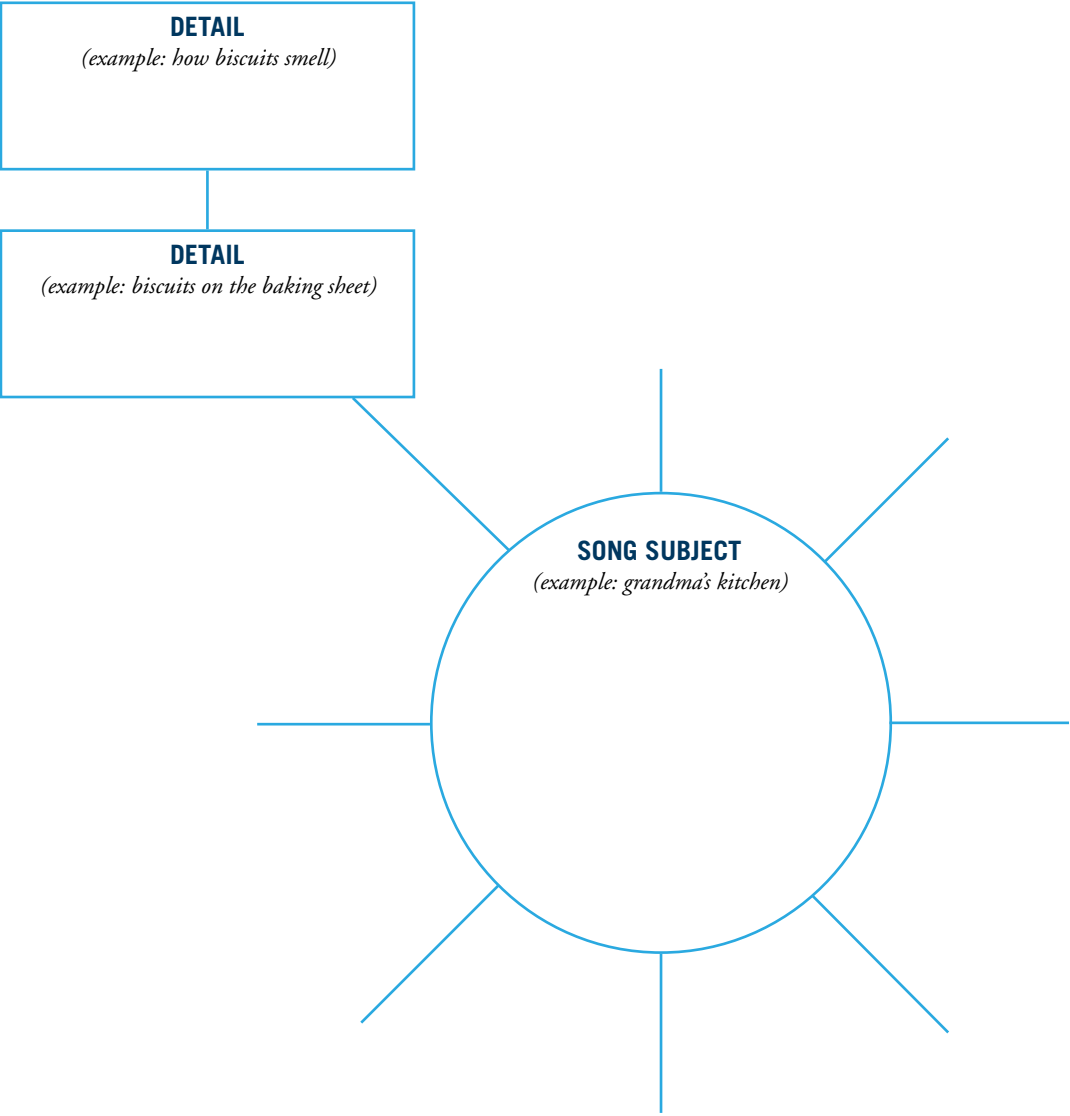 DETAIL
(example: how biscuits smell)
DETAIL
(example: biscuits on the baking sheet)
SONG SUBJECT
(example: grandma’s kitchen)